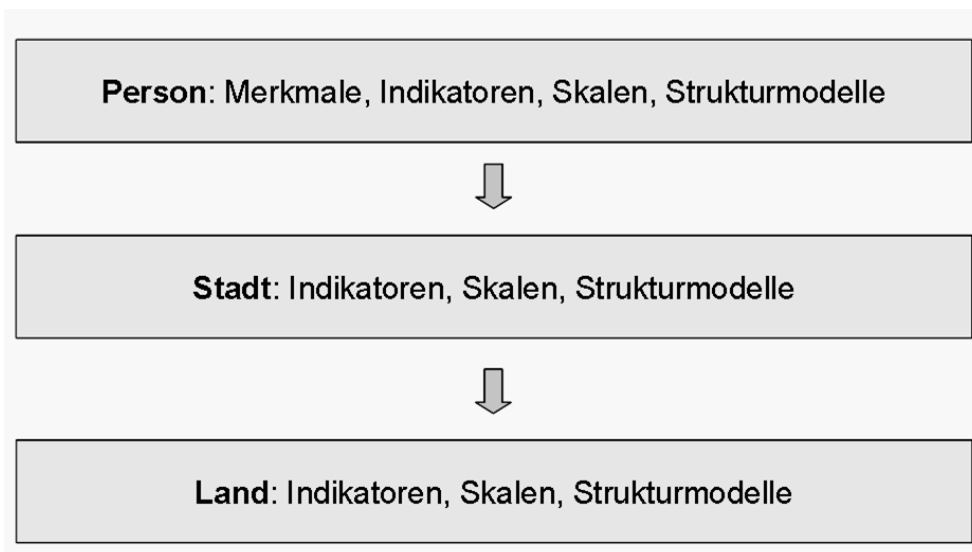 Person: Merkmale, Indikatoren, Skalen, Strukturmodelle
Stadt: Indikatoren, Skalen, Strukturmodelle
Land: Indikatoren, Skalen, Strukturmodelle